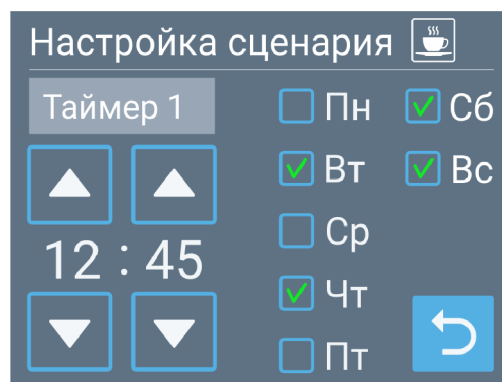 Настройка сценария
Таймер 1
12 : 45
Пн
Вт
Ср
Чт
Пт
Сб
Вс